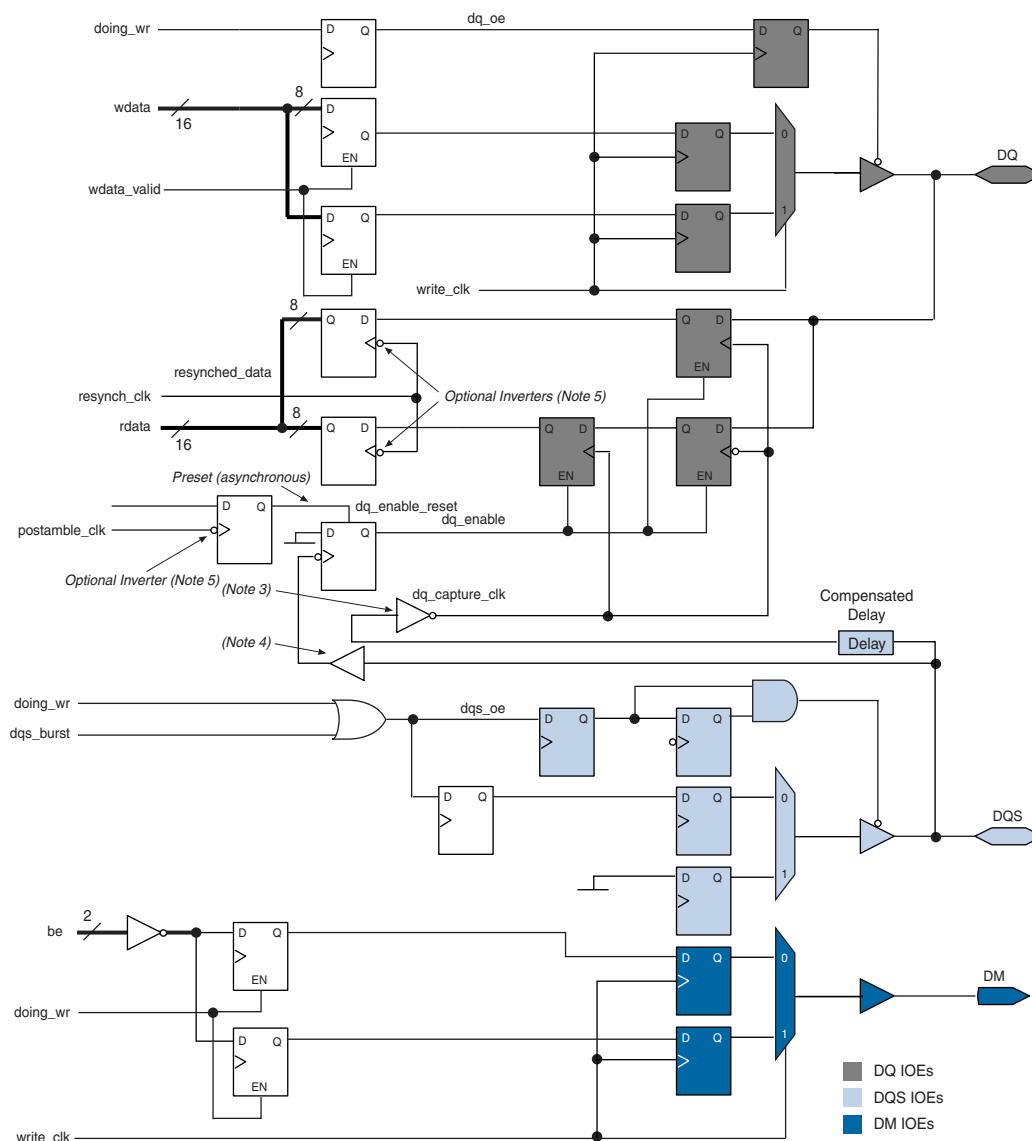 doing_wr
D Q
dq_oe
D Q
wdata
16
8
D
Q
EN
D Q
0
DQ
wdata_valid
D
Q
EN
D Q
1
write_clk
8
Q D
Q D
EN
resynched_data
resynch_clk
Optional Inverters (Note 5)
rdata
16
8
Q D
Q D
EN
Q D
EN
Preset (asynchronous)
D Q
dq_enable_reset
postamble_clk
D Q
dq_enable
Optional Inverter (Note 5)
(Note 3)
dq_capture_clk
Compensated
Delay
Delay
(Note 4)
doing_wr
dqs_burst
dqs_oe
D Q
D Q
D Q
D Q
0
DQS
D Q
1
be
2
D Q
EN
D Q
0
DM
doing_wr
D Q
EN
D Q
1
write_clk
DQ IOEs
DQS IOEs
DM IOEs